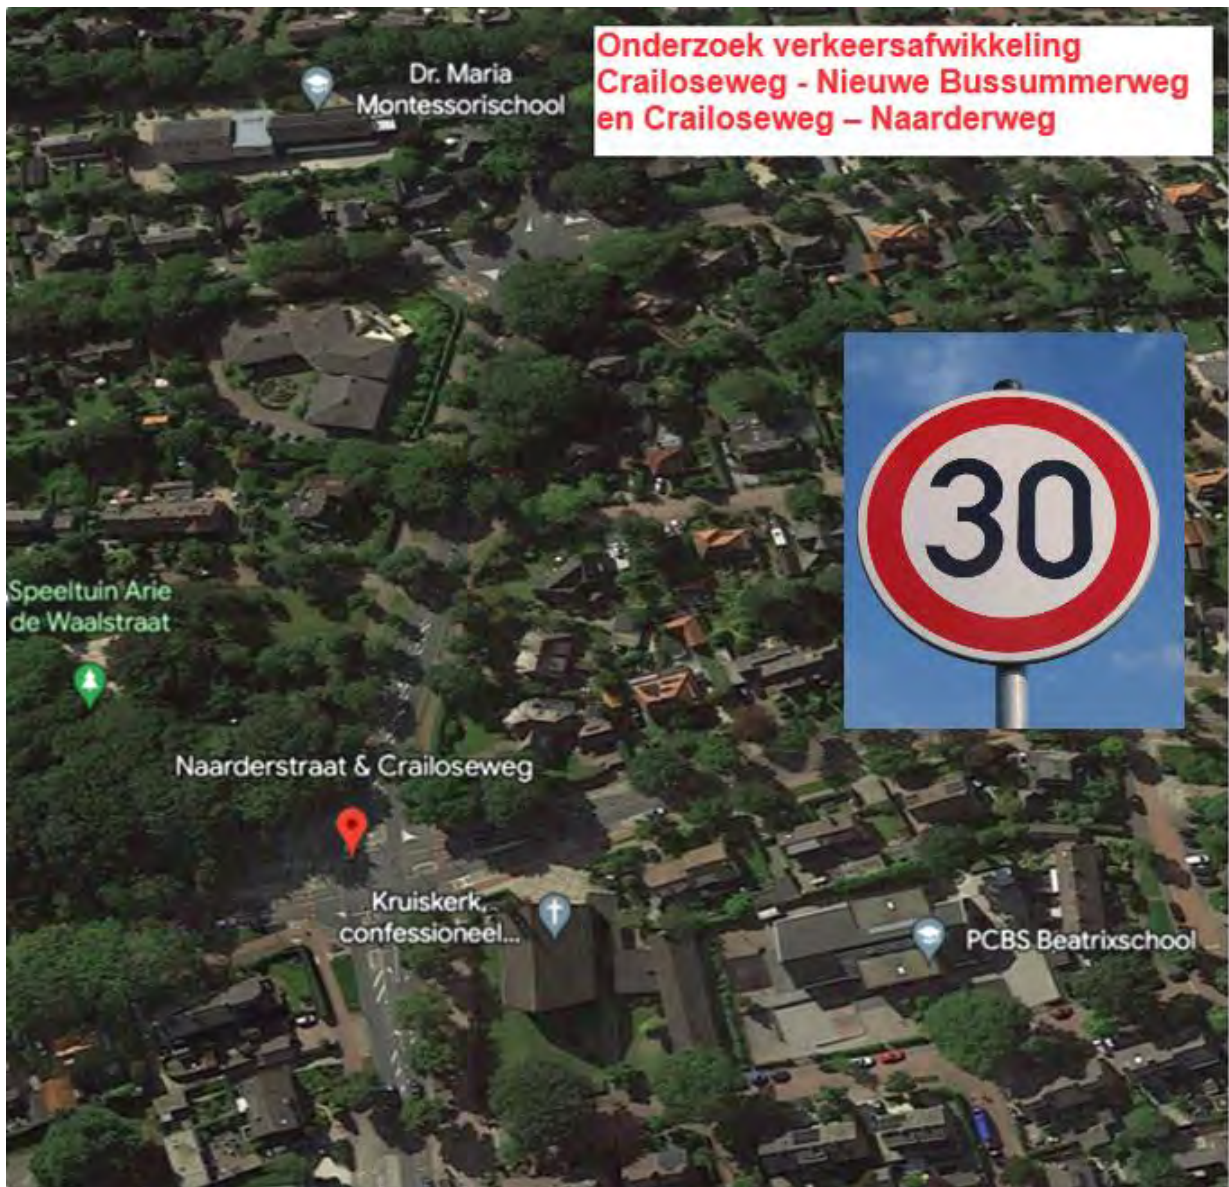 Onderzoek verkeersafwikkeling
Crailoseweg - Nieuwe Bussummerweg
en Crailoseweg – Naarderweg
Dr. Maria
Montessorischool
30
Speeltuin Arie
de Waalstraat
Naarderstraat & Crailoseweg
Kruiskerk,
confessioneel...
PCBS Beatrixschool